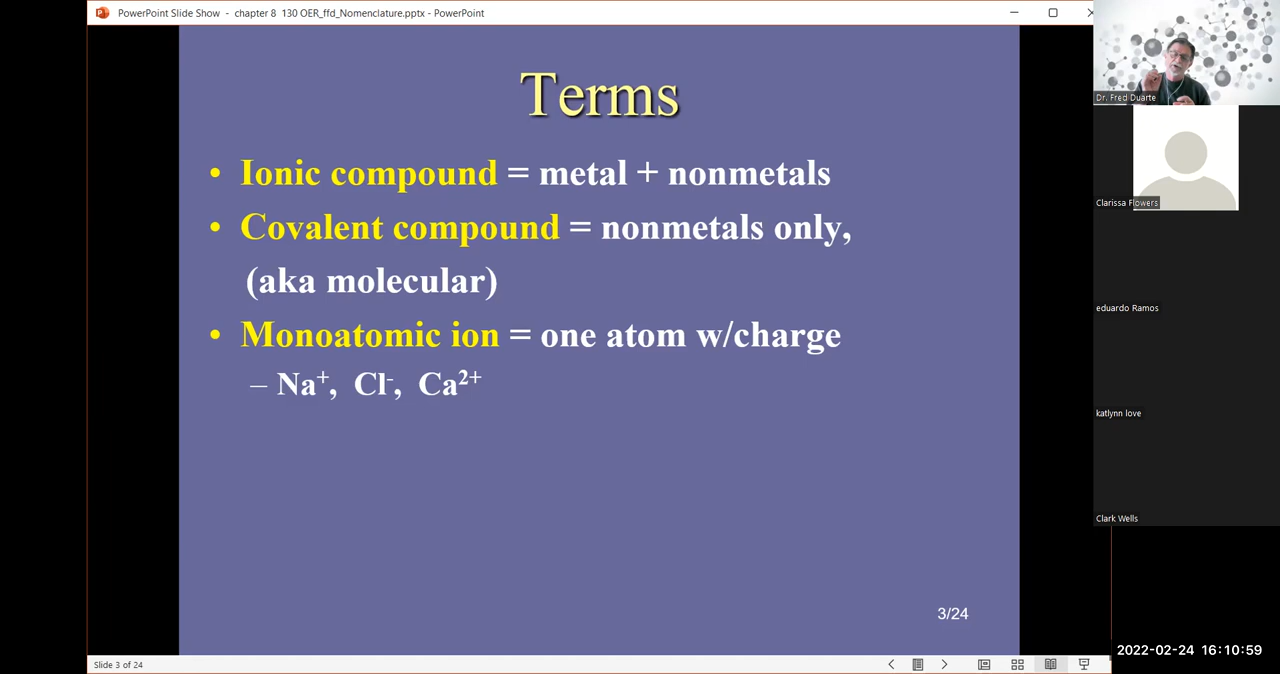 PowerPoint Slide Show - chapter 8 130 OER_ffd_Nomenclature.pptx - PowerPoint
Terms
• Ionic compound = metal + nonmetals
• Covalent compound = nonmetals only,
(aka molecular)
• Monoatomic ion = one atom w/charge
– Na⁺, Cl⁻, Ca²⁺
3/24
Slide 3 of 24
Dr. Fred Duarte
Clarissa Flowers
eduardo Ramos
katlynn love
Clark Wells
2022-02-24 16:10:59